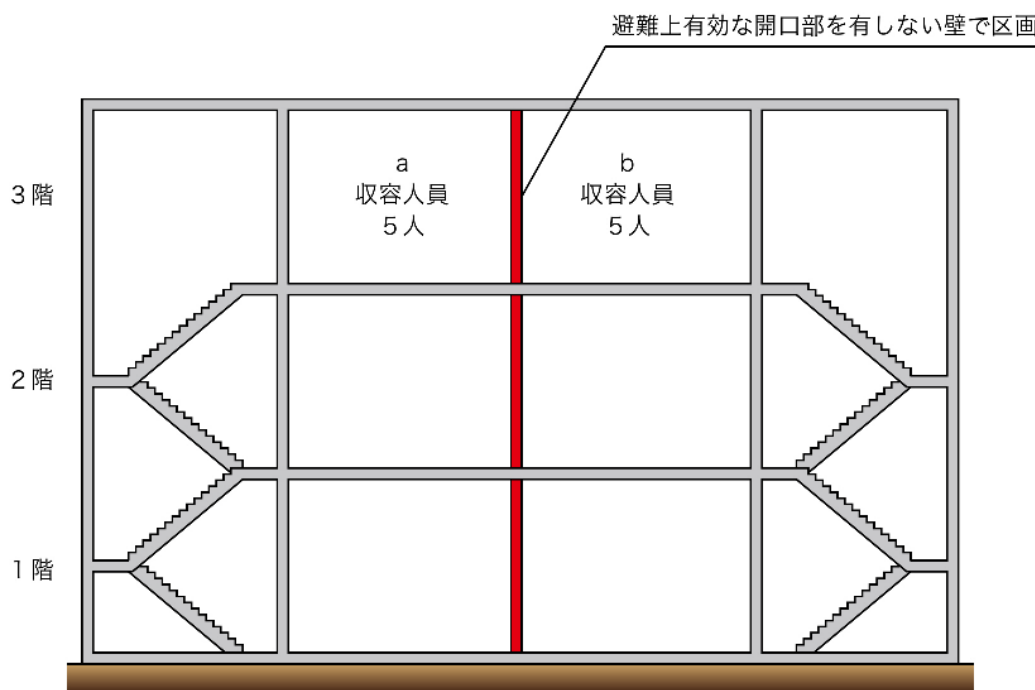 避難上有効な開口部を有しない壁で区画
a
収容人員
5人
b
収容人員
5人
3階
2階
1階